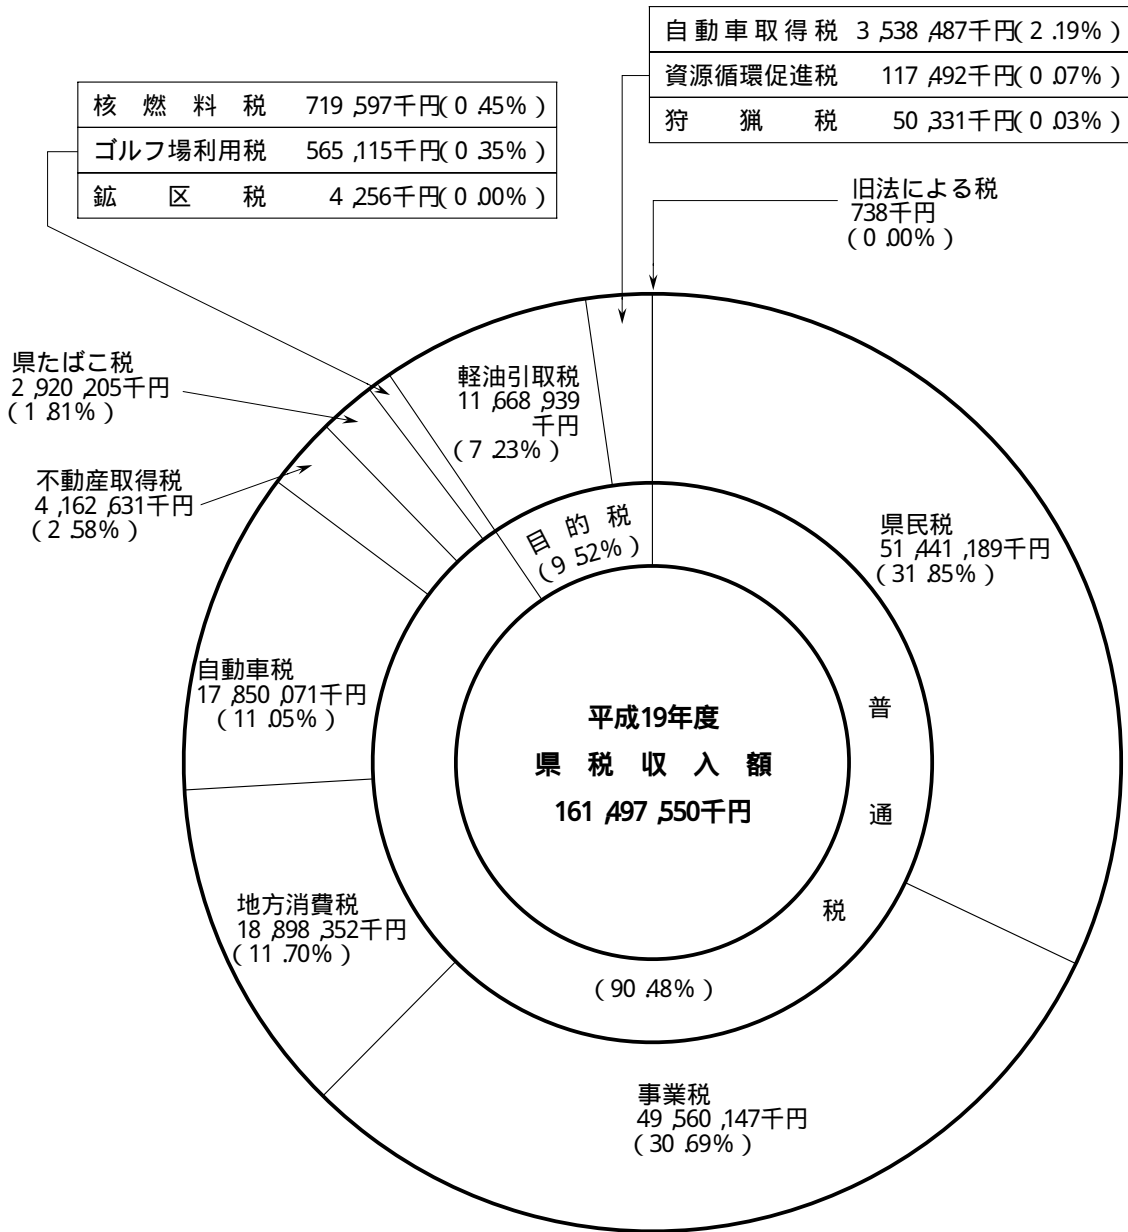 自動車取得税 3,538,487千円(2.19%)
資源循環促進税 117,492千円(0.07%)
狩猟税 50,331千円(0.03%)
核燃料税 719,597千円(0.45%)
ゴルフ場利用税 565,115千円(0.35%)
鉱区税 4,256千円(0.00%)
旧法による税
738千円
(0.00%)
県たばこ税
2,920,205千円
(1.81%)
軽油引取税
11,668,939
千円
(7.23%)
不動産取得税
4,162,631千円
(2.58%)
目的税
(9.52%)
県民税
51,441,189千円
(31.85%)
自動車税
17,850,071千円
(11.05%)
平成19年度
県税収入額
161,497,550千円
普
通
税
(90.48%)
地方消費税
18,898,352千円
(11.70%)
事業税
49,560,147千円
(30.69%)